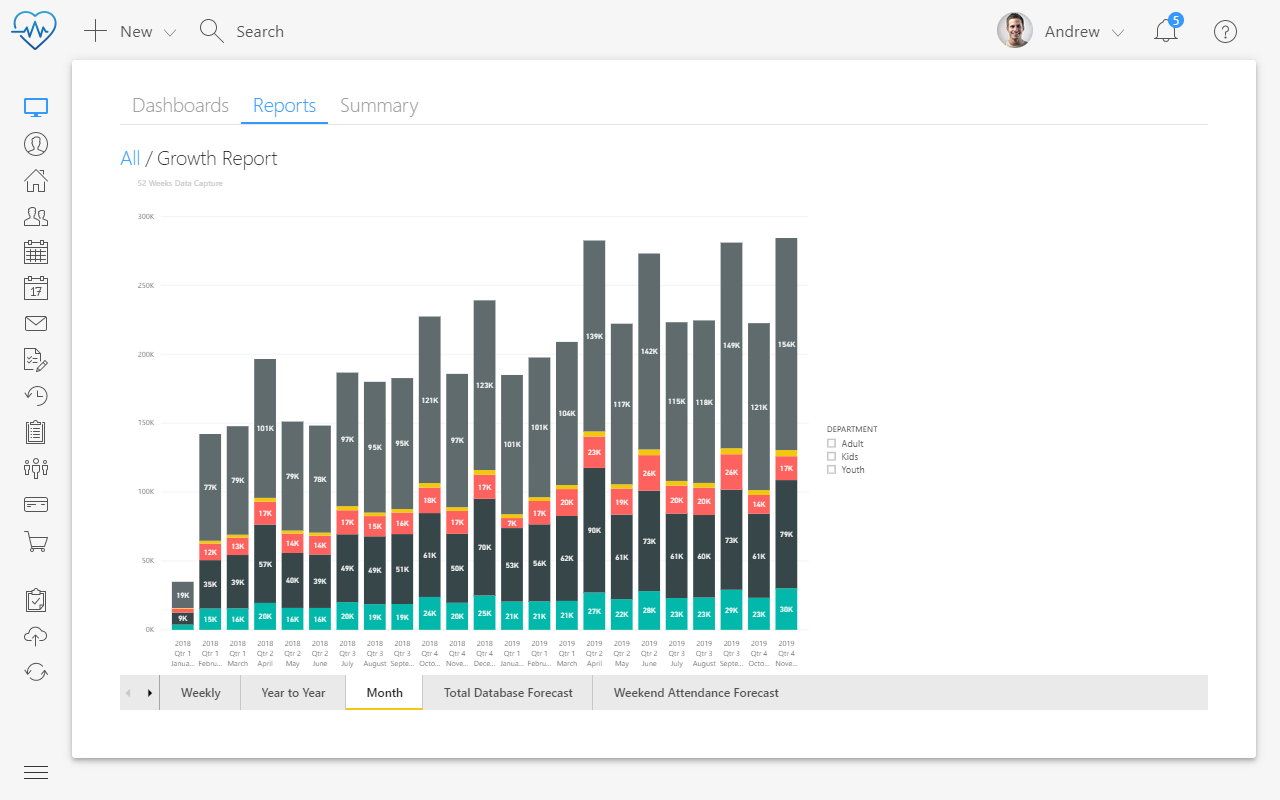 New
Search
Andrew
5
?
Dashboards Reports Summary
All / Growth Report
52 Weeks Data Capture
300K
250K
200K
150K
100K
50K
0K
19K 77K 79K 101K 79K 78K 97K 95K 95K 121K 97K 123K 101K 101K 104K 139K 117K 142K 115K 118K 149K 121K 154K
12K 13K 17K 14K 14K 17K 15K 16K 18K 17K 17K 7K 17K 20K 23K 19K 26K 20K 20K 26K 14K 17K
9K 35K 39K 57K 40K 39K 49K 49K 51K 61K 50K 70K 53K 56K 62K 90K 61K 73K 61K 60K 73K 61K 79K
15K 16K 20K 16K 16K 20K 19K 19K 24K 20K 25K 21K 21K 21K 27K 22K 28K 23K 23K 29K 23K 30K
2018 2018 2018 2018 2018 2018 2018 2018 2018 2018 2018 2018 2019 2019 2019 2019 2019 2019 2019 2019 2019 2019 2019
Qtr 1 Qtr 1 Qtr 1 Qtr 2 Qtr 2 Qtr 2 Qtr 3 Qtr 3 Qtr 3 Qtr 4 Qtr 4 Qtr 4 Qtr 1 Qtr 1 Qtr 1 Qtr 2 Qtr 2 Qtr 2 Qtr 3 Qtr 3 Qtr 3 Qtr 4 Qtr 4
Janua... Febru... March April May June July August Septe... Octo... Nove... Dece... Janua... Febru... March April May June July August Septe... Octo... Nove...
DEPARTMENT
Adult
Kids
Youth
17
Weekly Year to Year Month Total Database Forecast Weekend Attendance Forecast